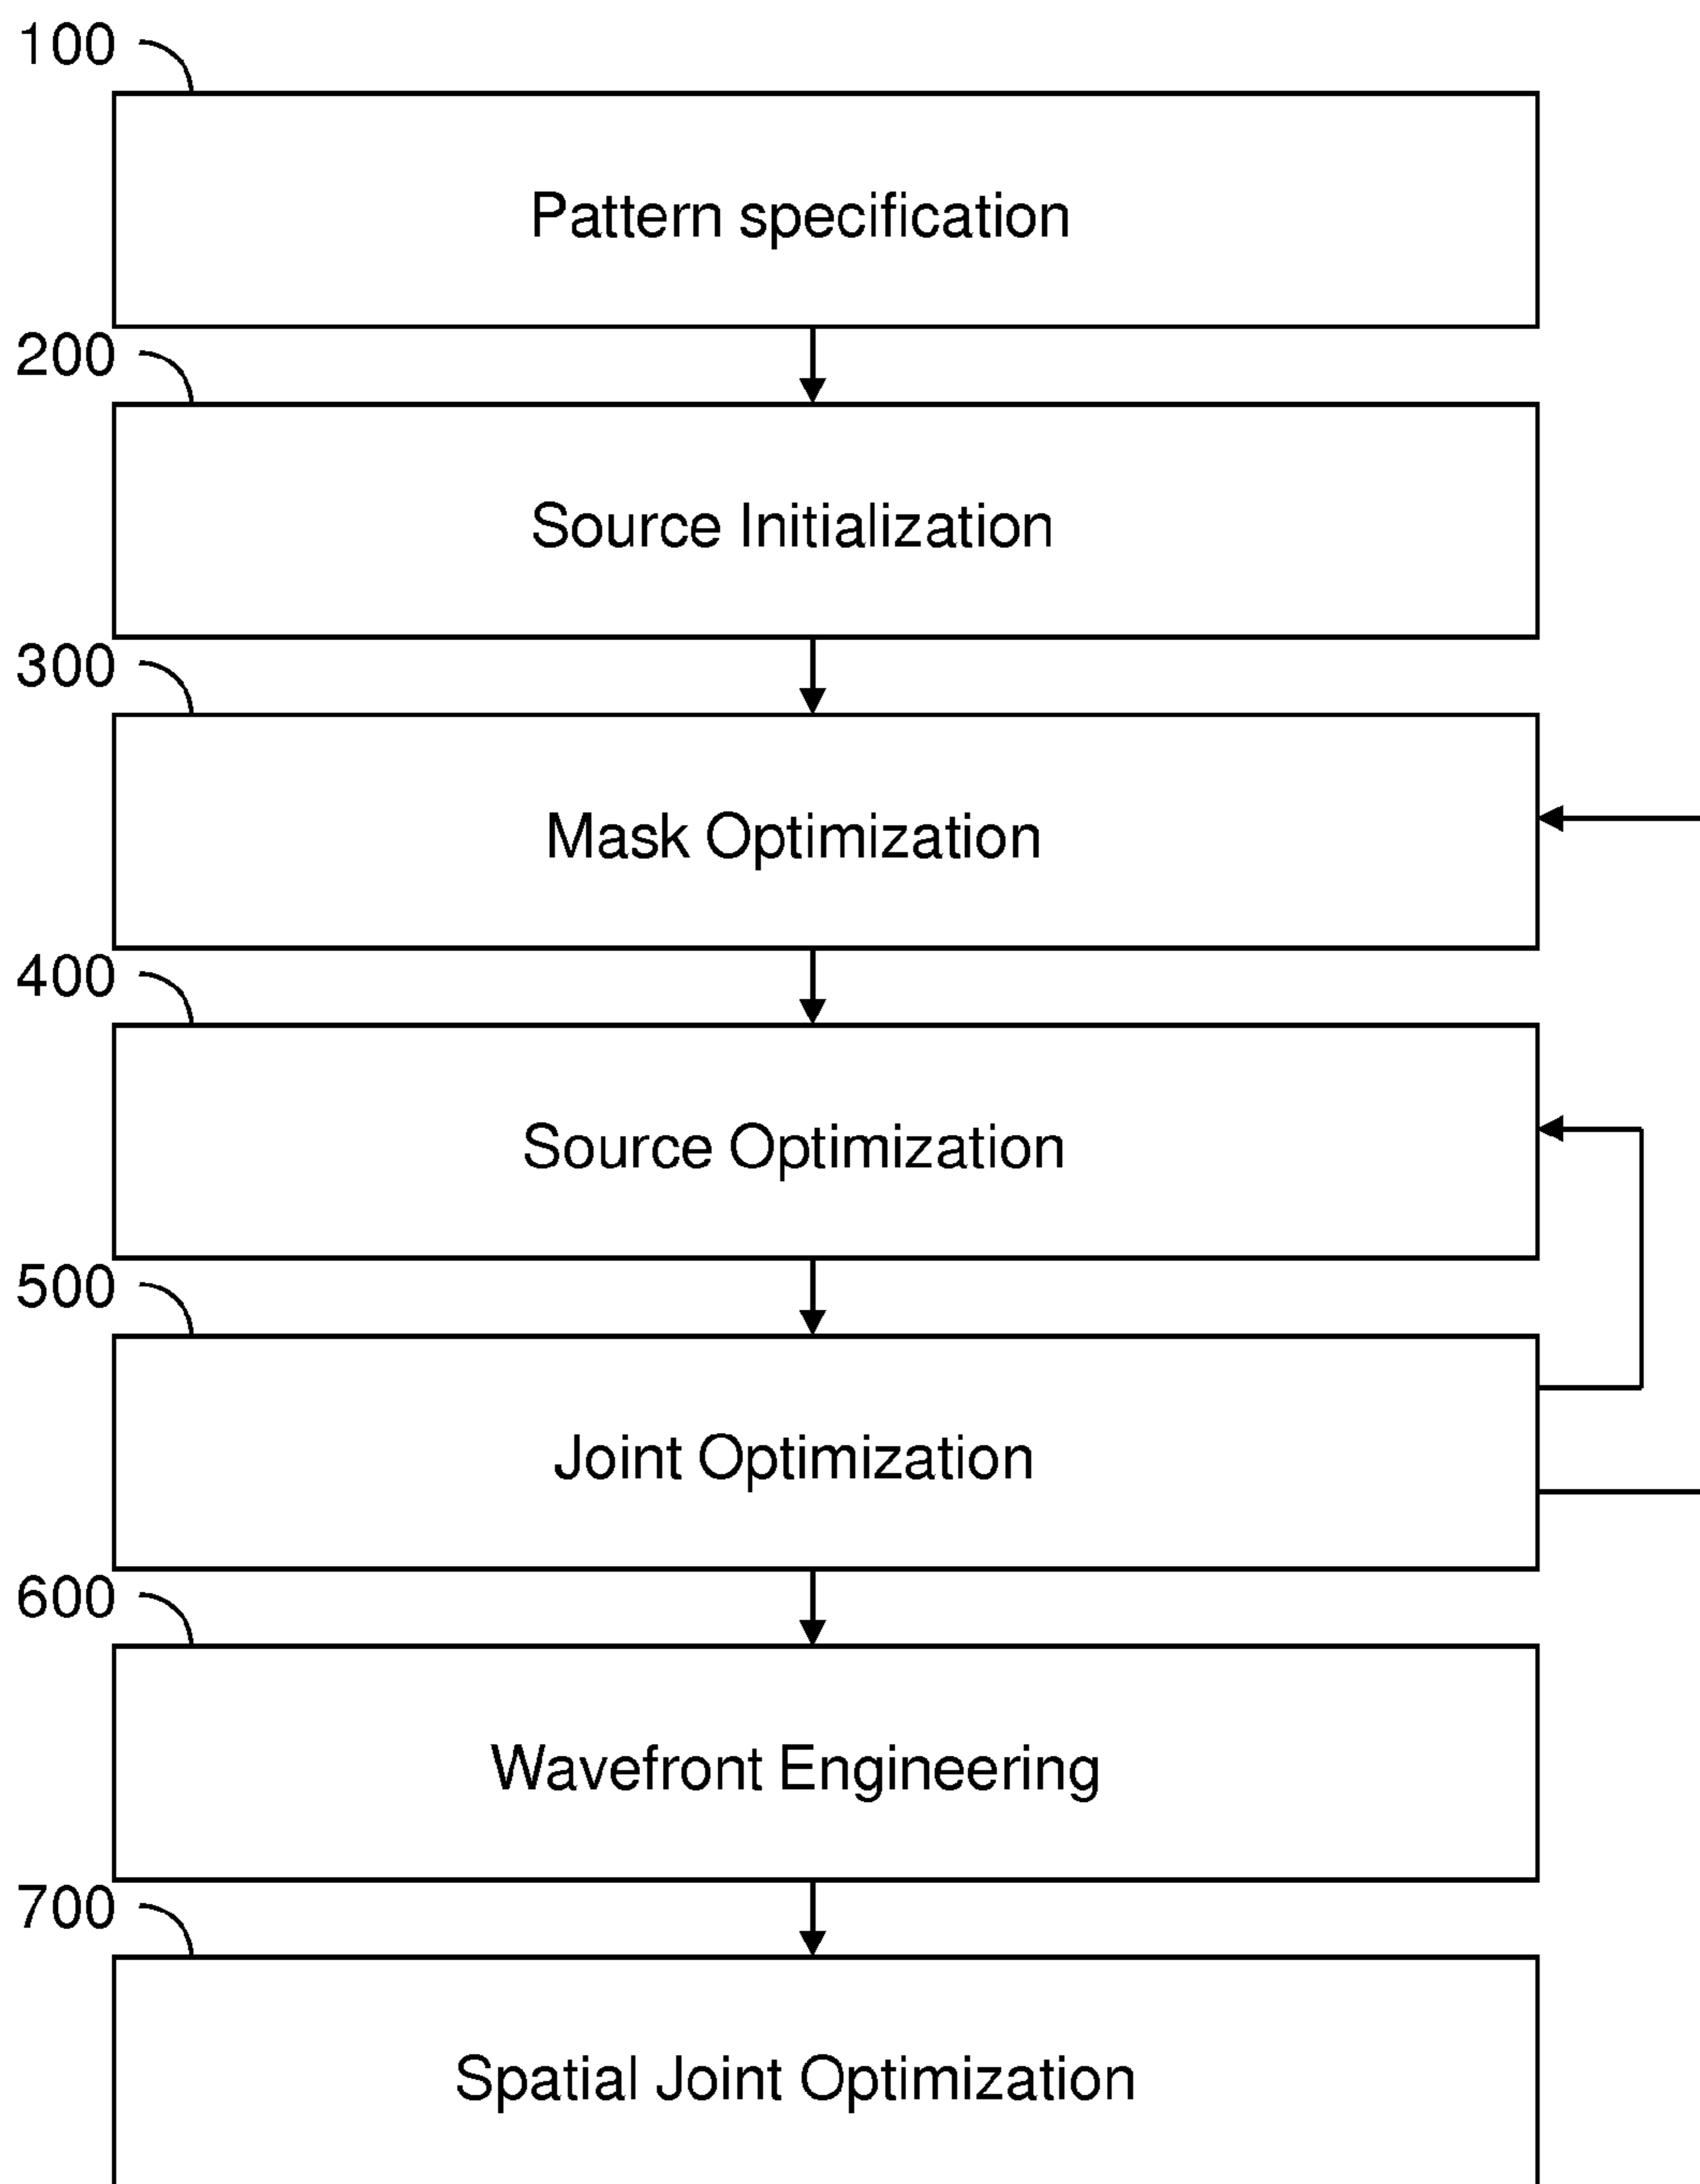 100
Pattern specification
200
Source Initialization
300
Mask Optimization
400
Source Optimization
500
Joint Optimization
600
Wavefront Engineering
700
Spatial Joint Optimization